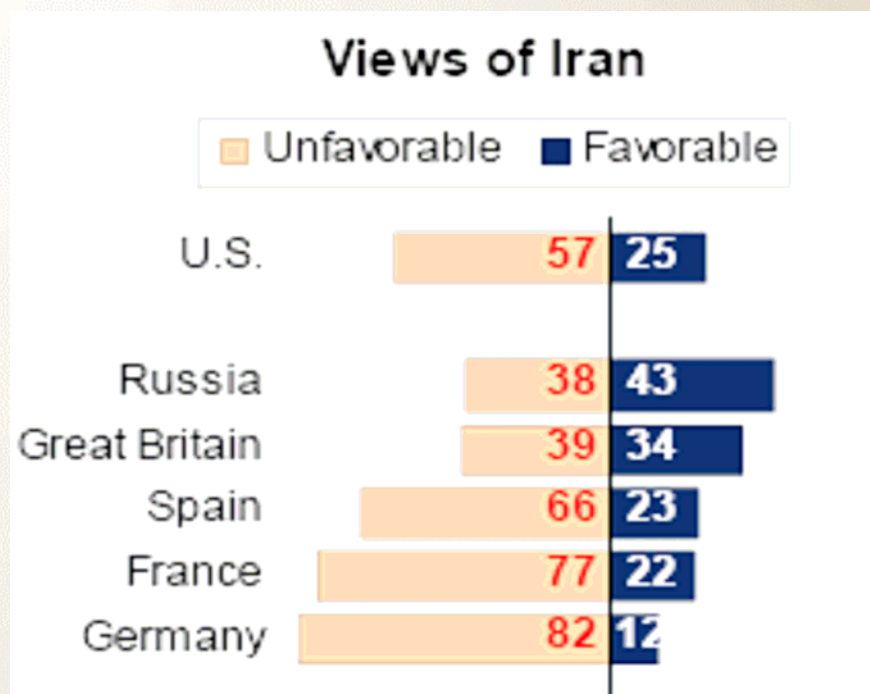 Views of Iran
Unfavorable Favorable
U.S. 57 25
Russia 38 43
Great Britain 39 34
Spain 66 23
France 77 22
Germany 82 12